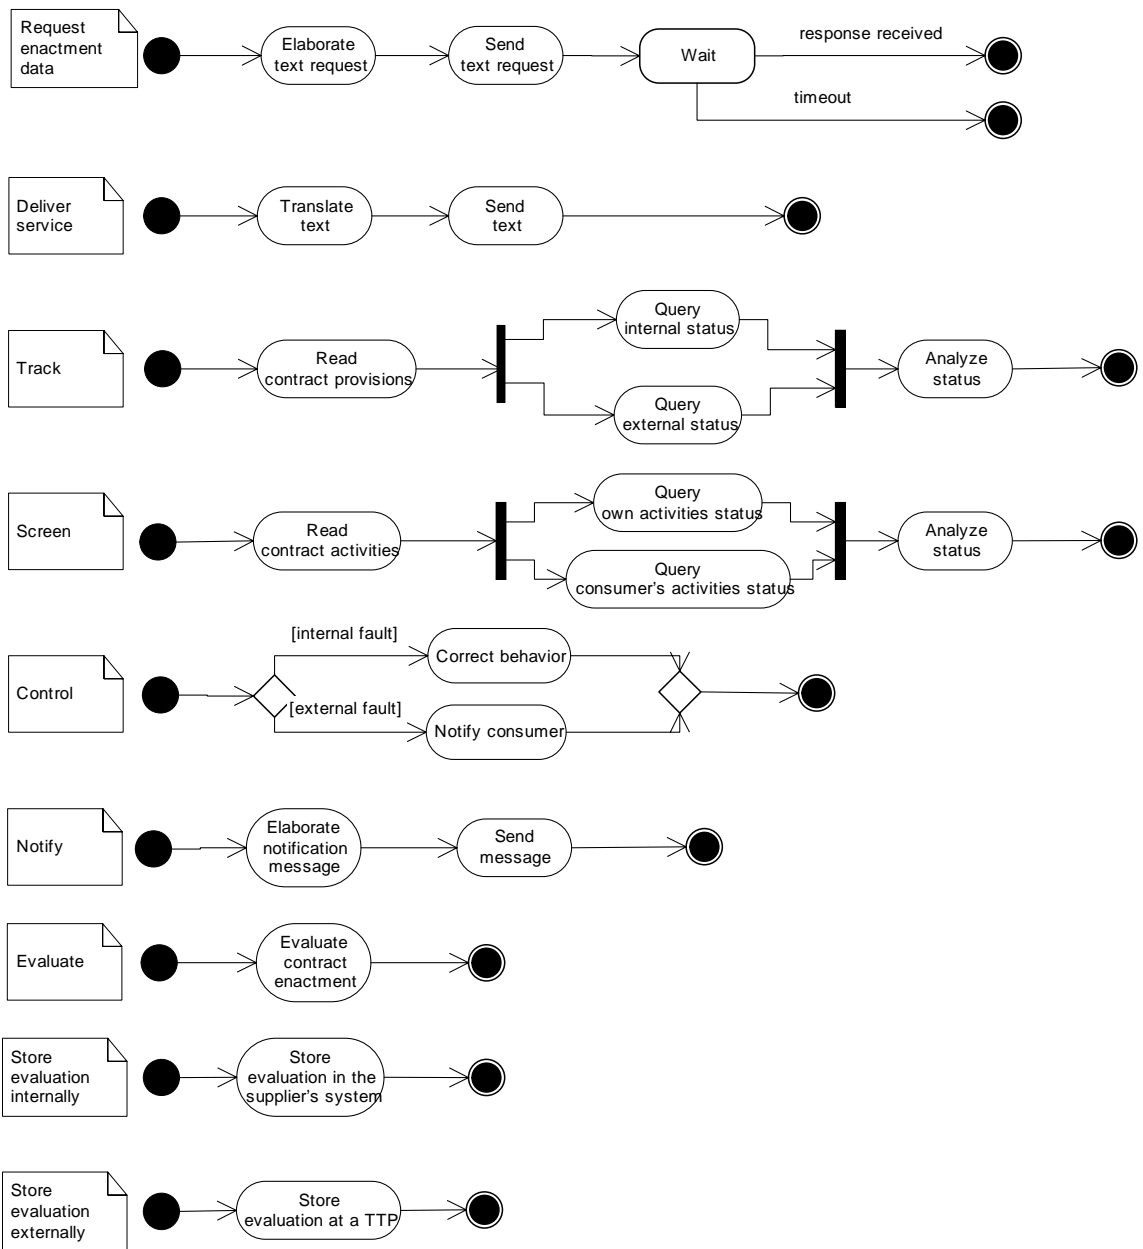 Request
enactment
data
Elaborate
text request
Send
text request
Wait
response received
timeout
Deliver
service
Translate
text
Send
text
Track
Read
contract provisions
Query
internal status
Query
external status
Analyze
status
Screen
Read
contract activities
Query
own activities status
Query
consumer's activities status
Analyze
status
Control
[internal fault]
Correct behavior
[external fault]
Notify consumer
Notify
Elaborate
notification
message
Send
message
Evaluate
Evaluate
contract
enactment
Store
evaluation
internally
Store
evaluation in the
supplier's system
Store
evaluation
externally
Store
evaluation at a TTP